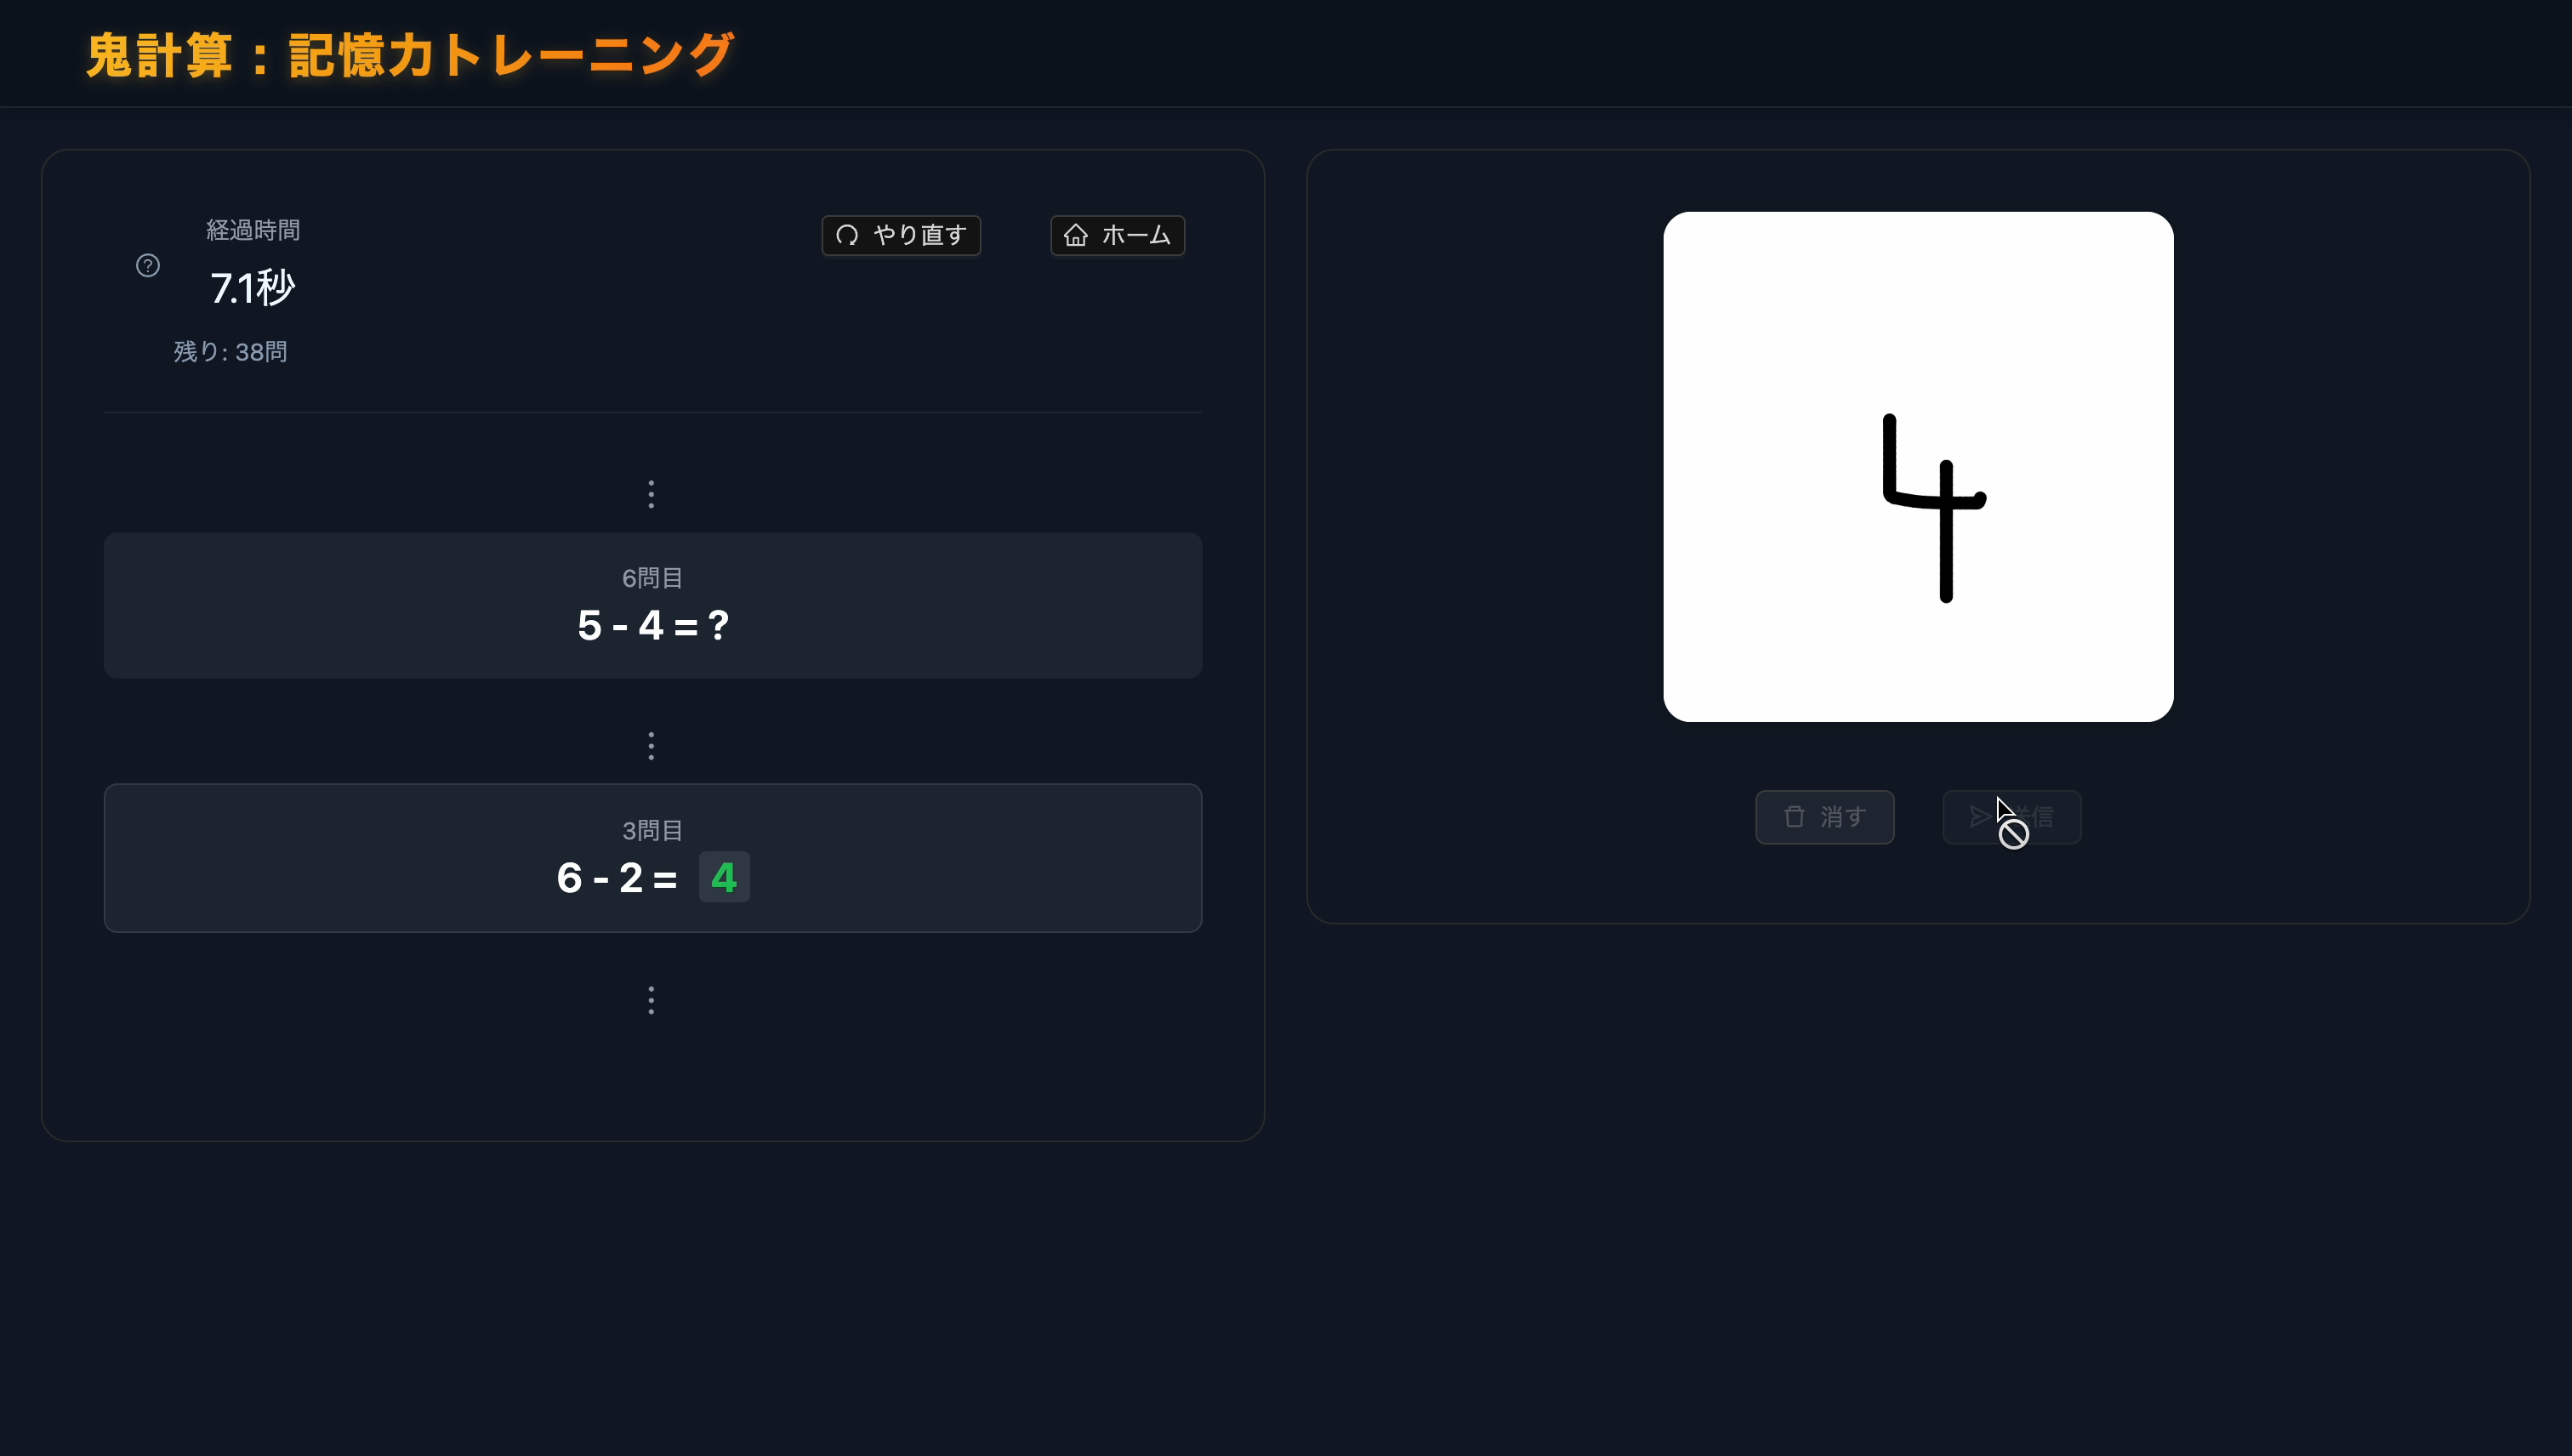 鬼計算：記憶力トレーニング
経過時間
7.1秒
残り: 38問
やり直す
ホーム
6問目
5 - 4 = ?
3問目
6 - 2 = 4
4
消す
送信